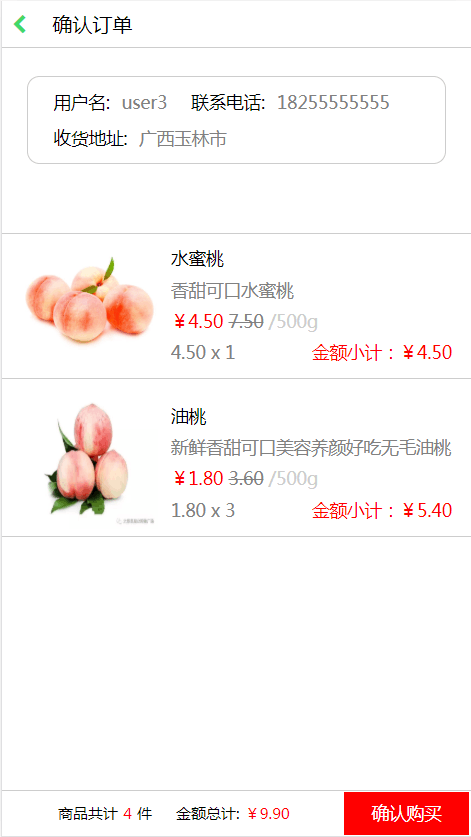 确认订单
用户名: user3 联系电话: 18255555555
收货地址: 广西玉林市
水蜜桃
香甜可口水蜜桃
￥4.50 7.50 /500g
4.50 x 1 金额小计：￥4.50
油桃
新鲜香甜可口美容养颜好吃无毛油桃
￥1.80 3.60 /500g
1.80 x 3 金额小计：￥5.40
商品共计 4 件 金额总计: ￥9.90 确认购买